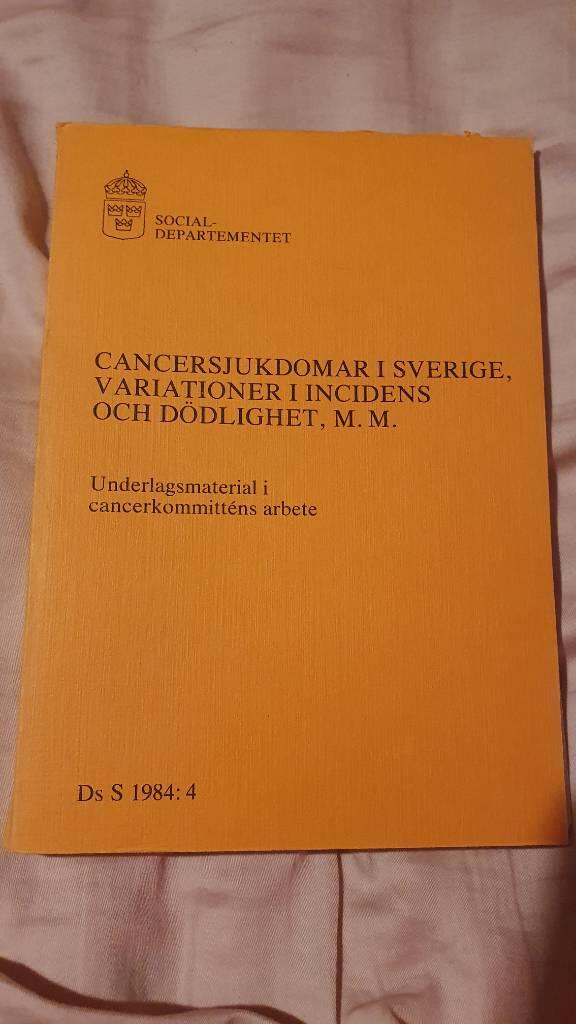 SOCIAL-
DEPARTEMENTET
CANCERSJUKDOMAR I SVERIGE,
VARIATIONER I INCIDENS
OCH DÖDLIGHET, M. M.
Underlagsmaterial i
cancerkommitténs arbete
Ds S 1984: 4